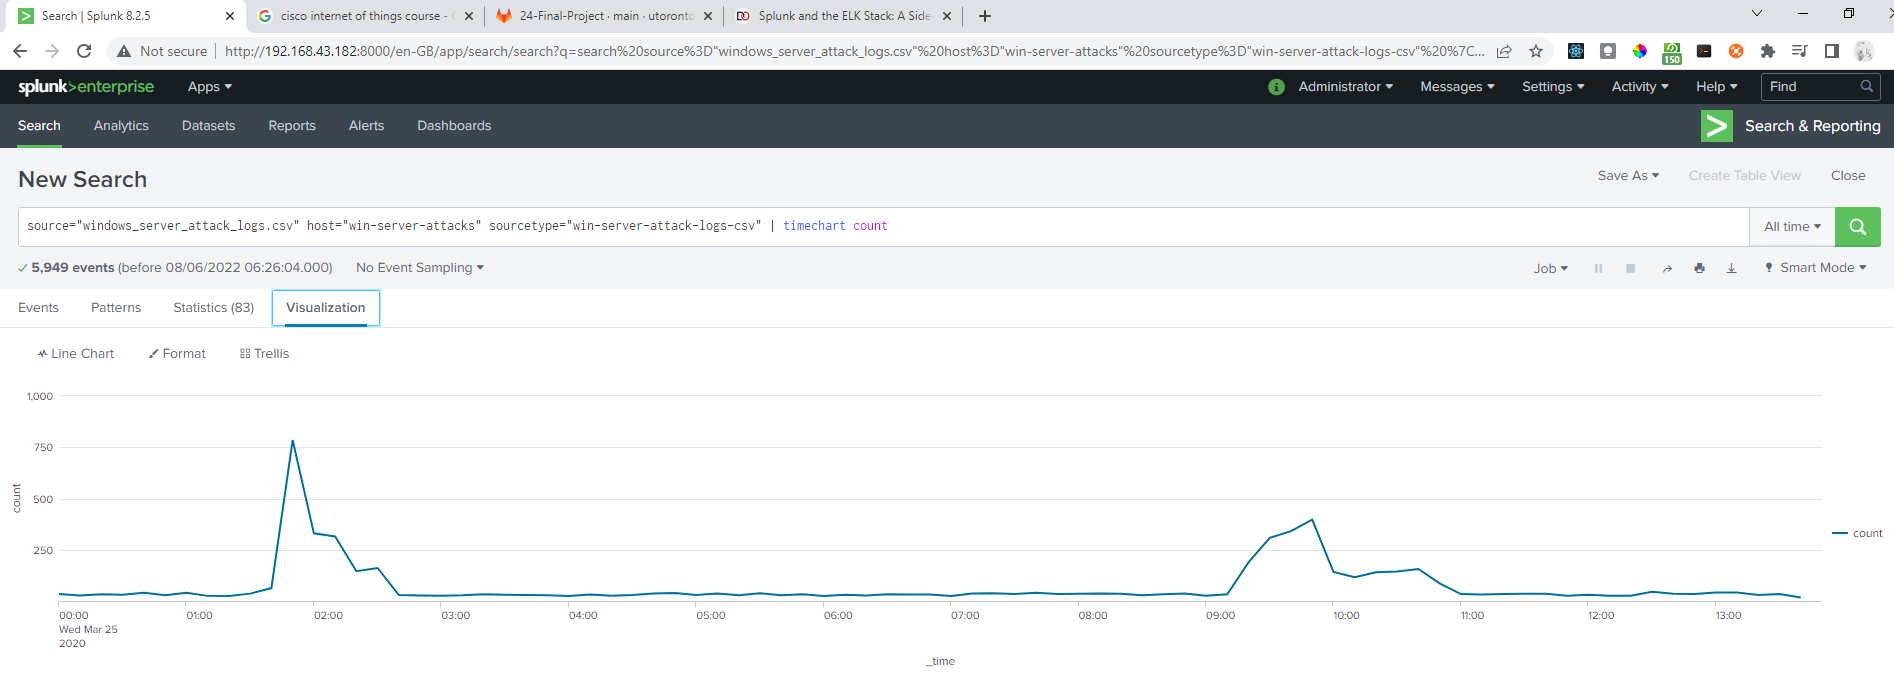 Search | Splunk 8.2.5
cisco internet of things course -
24-Final-Project · main · utoronto
Splunk and the ELK Stack: A Side
Not secure
http://192.168.43.182:8000/en-GB/app/search/search?q=search%20source%3D"windows_server_attack_logs.csv"%20host%3D"win-server-attacks"%20sourcetype%3D"win-server-attack-logs-csv"%20%7C...
150
splunk>enterprise
Apps
Administrator
Messages
Settings
Activity
Help
Find
Search
Analytics
Datasets
Reports
Alerts
Dashboards
Search & Reporting
New Search
Save As
Create Table View
Close
source="windows_server_attack_logs.csv" host="win-server-attacks" sourcetype="win-server-attack-logs-csv" | timechart count
All time
5,949 events (before 08/06/2022 06:26:04.000)
No Event Sampling
Job
Smart Mode
Events
Patterns
Statistics (83)
Visualization
Line Chart
Format
Trellis
1,000
750
500
250
count
count
00:00
01:00
02:00
03:00
04:00
05:00
06:00
07:00
08:00
09:00
10:00
11:00
12:00
13:00
Wed Mar 25
2020
_time